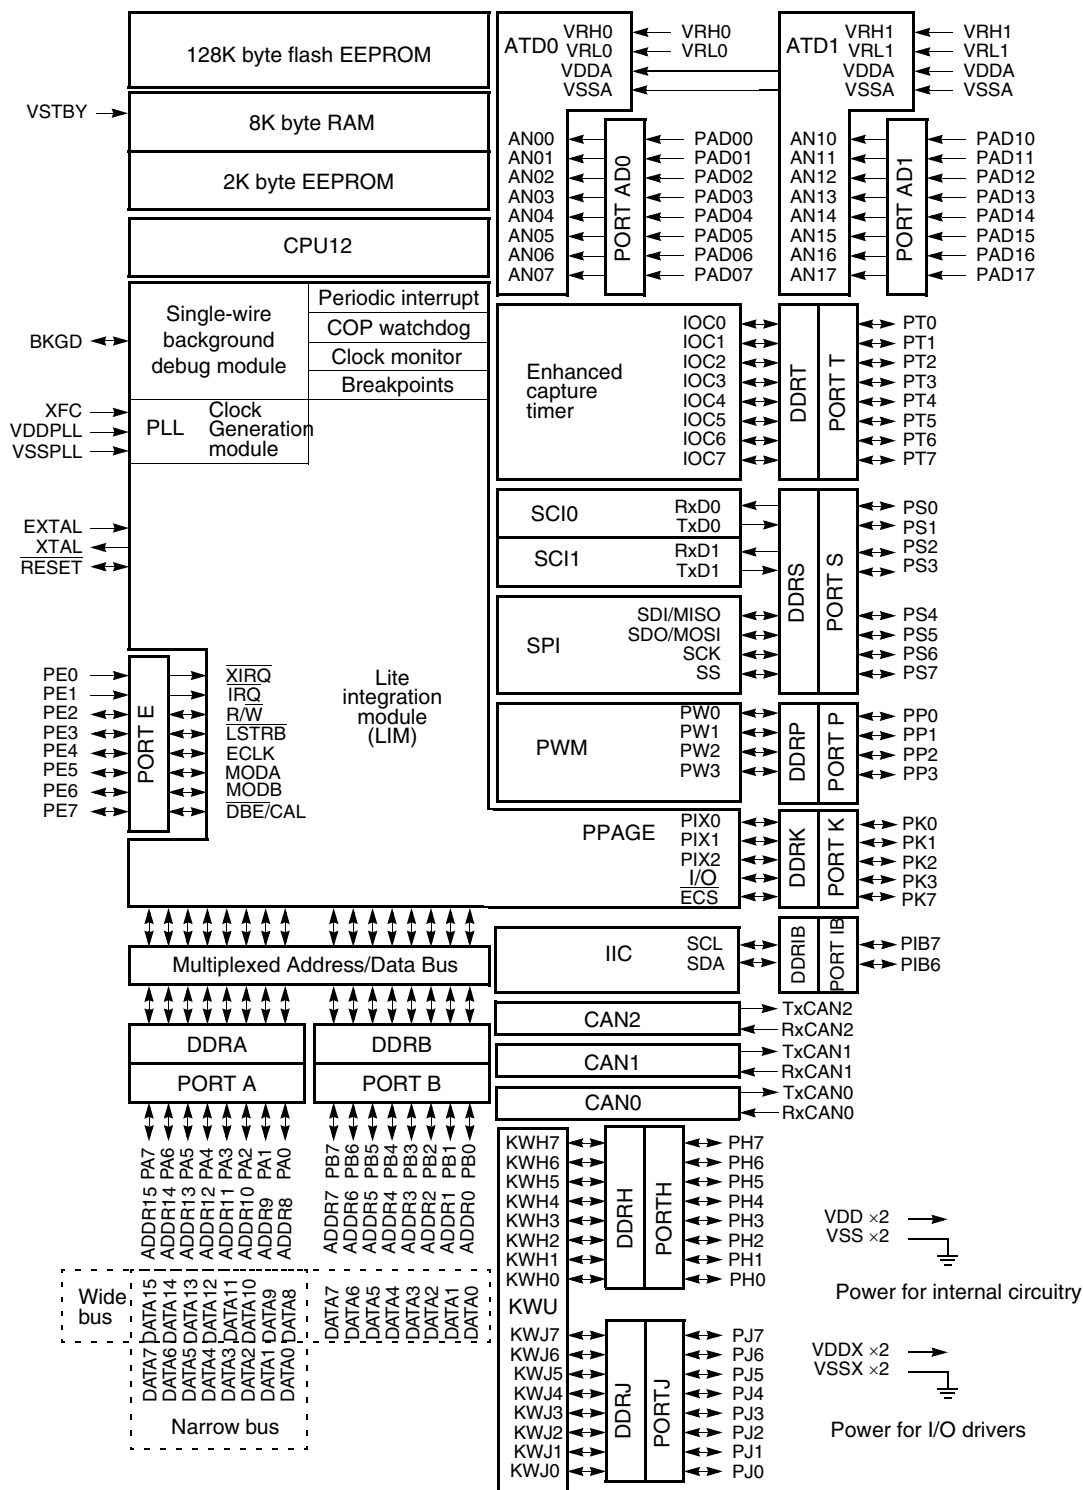 128K byte flash EEPROM
VSTBY
8K byte RAM
2K byte EEPROM
CPU12
Single-wire
background
debug module
Periodic interrupt
COP watchdog
Clock monitor
Breakpoints
BKGD
XFC
VDDPLL
VSSPLL
PLL
Clock
Generation
module
EXTAL
XTAL
RESET
PE0
PE1
PE2
PE3
PE4
PE5
PE6
PE7
PORT E
XIRQ
IRQ
R/W
LSTRB
ECLK
MODA
MODB
DBE/CAL
Lite
integration
module
(LIM)
ATD0
VRH0
VRL0
VDDA
VSSA
VRH0
VRL0
AN00
AN01
AN02
AN03
AN04
AN05
AN06
AN07
PORT AD0
PAD00
PAD01
PAD02
PAD03
PAD04
PAD05
PAD06
PAD07
ATD1
VRH1
VRL1
VDDA
VSSA
VRH1
VRL1
VDDA
VSSA
AN10
AN11
AN12
AN13
AN14
AN15
AN16
AN17
PORT AD1
PAD10
PAD11
PAD12
PAD13
PAD14
PAD15
PAD16
PAD17
Enhanced
capture
timer
IOC0
IOC1
IOC2
IOC3
IOC4
IOC5
IOC6
IOC7
DDRT
PORT T
PT0
PT1
PT2
PT3
PT4
PT5
PT6
PT7
SCI0
RxD0
TxD0
SCI1
RxD1
TxD1
SPI
SDI/MISO
SDO/MOSI
SCK
SS
DDRS
PORT S
PS0
PS1
PS2
PS3
PS4
PS5
PS6
PS7
PWM
PW0
PW1
PW2
PW3
DDRP
PORT P
PP0
PP1
PP2
PP3
PPAGE
PIX0
PIX1
PIX2
I/O
ECS
DDRK
PORT K
PK0
PK1
PK2
PK3
PK7
IIC
SCL
SDA
DDRIB
PORT IB
PIB7
PIB6
CAN2
TxCAN2
RxCAN2
CAN1
TxCAN1
RxCAN1
CAN0
TxCAN0
RxCAN0
Multiplexed Address/Data Bus
DDRA
PORT A
DDRB
PORT B
PA7
PA6
PA5
PA4
PA3
PA2
PA1
PA0
PB7
PB6
PB5
PB4
PB3
PB2
PB1
PB0
ADDR15
ADDR14
ADDR13
ADDR12
ADDR11
ADDR10
ADDR9
ADDR8
ADDR7
ADDR6
ADDR5
ADDR4
ADDR3
ADDR2
ADDR1
ADDR0
Wide
bus
DATA15
DATA14
DATA13
DATA12
DATA11
DATA10
DATA9
DATA8
DATA7
DATA6
DATA5
DATA4
DATA3
DATA2
DATA1
DATA0
DATA7
DATA6
DATA5
DATA4
DATA3
DATA2
DATA1
DATA0
Narrow bus
KWH7
KWH6
KWH5
KWH4
KWH3
KWH2
KWH1
KWH0
DDRH
PORTH
PH7
PH6
PH5
PH4
PH3
PH2
PH1
PH0
KWU
KWJ7
KWJ6
KWJ5
KWJ4
KWJ3
KWJ2
KWJ1
KWJ0
DDRJ
PORTJ
PJ7
PJ6
PJ5
PJ4
PJ3
PJ2
PJ1
PJ0
VDD ×2
VSS ×2
Power for internal circuitry
VDDX ×2
VSSX ×2
Power for I/O drivers